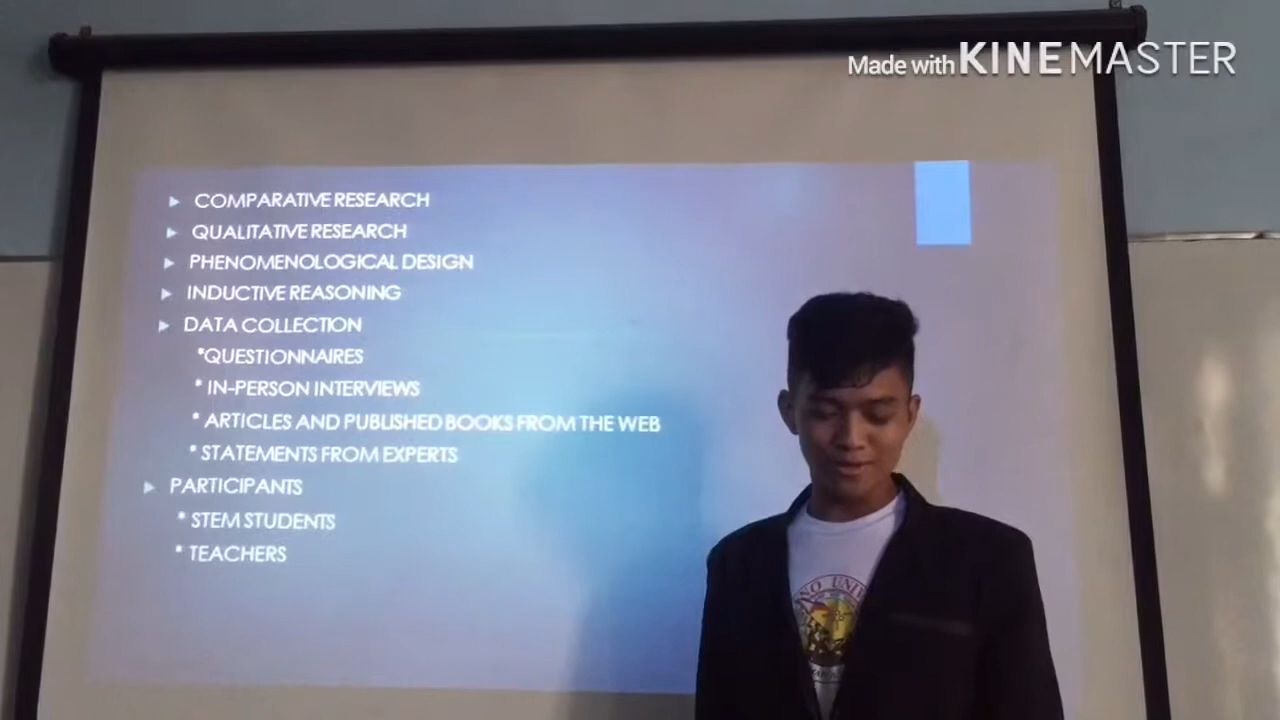 Made with KINEMASTER
► COMPARATIVE RESEARCH
► QUALITATIVE RESEARCH
► PHENOMENOLOGICAL DESIGN
► INDUCTIVE REASONING
► DATA COLLECTION
*QUESTIONNAIRES
* IN-PERSON INTERVIEWS
* ARTICLES AND PUBLISHED BOOKS FROM THE WEB
* STATEMENTS FROM EXPERTS
► PARTICIPANTS
* STEM STUDENTS
* TEACHERS